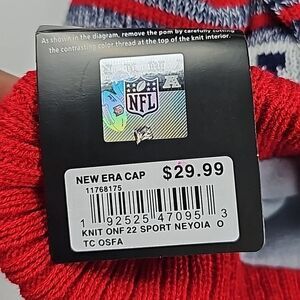 As shown in the diagram, remove the pom by carefully cutting
the contrasting color thread at the top of the knit interior.
NFL
NEW ERA CAP $29.99
11768175
1 92525 47095 3
KNIT ONF 22 SPORT NEYOIA O
TC OSFA